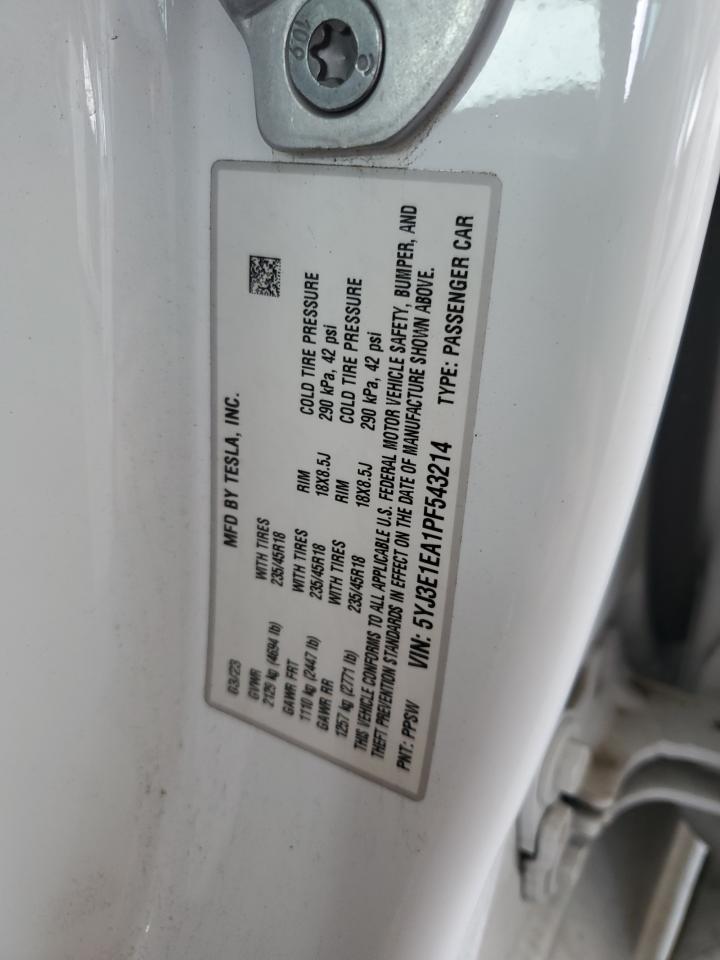 109
MFD BY TESLA, INC.
03/23
GVWR WITH TIRES
2129 kg (4694 lb) 235/45R18
GAWR FRT WITH TIRES RIM COLD TIRE PRESSURE
1110 kg (2447 lb) 235/45R18 18X8.5J 290 kPa, 42 psi
GAWR RR WITH TIRES RIM COLD TIRE PRESSURE
1257 kg (2771 lb) 235/45R18 18X8.5J 290 kPa, 42 psi
THIS VEHICLE CONFORMS TO ALL APPLICABLE U.S. FEDERAL MOTOR VEHICLE SAFETY, BUMPER, AND
THEFT PREVENTION STANDARDS IN EFFECT ON THE DATE OF MANUFACTURE SHOWN ABOVE.
PNT: PPSW VIN: 5YJ3E1EA1PF543214 TYPE: PASSENGER CAR